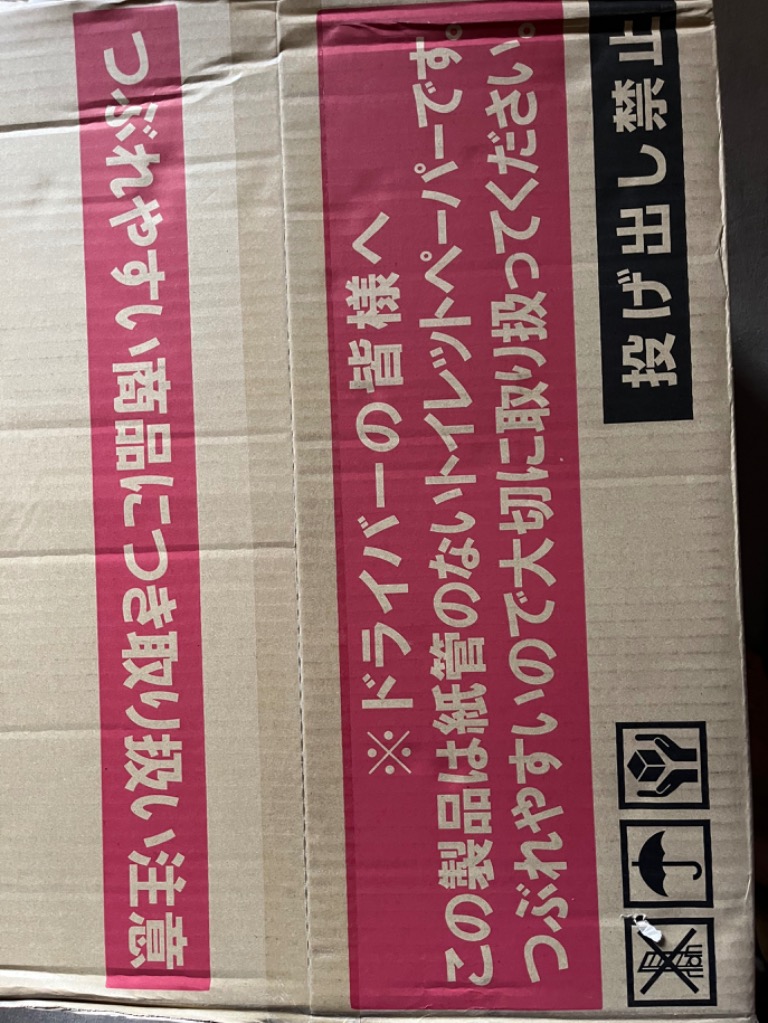 つぶれやすい商品につき取り扱い注意
※ドライバーの皆様へ
この製品は紙管のないトイレットペーパーです。
つぶれやすいので大切に取り扱ってください。
投げ出し禁止